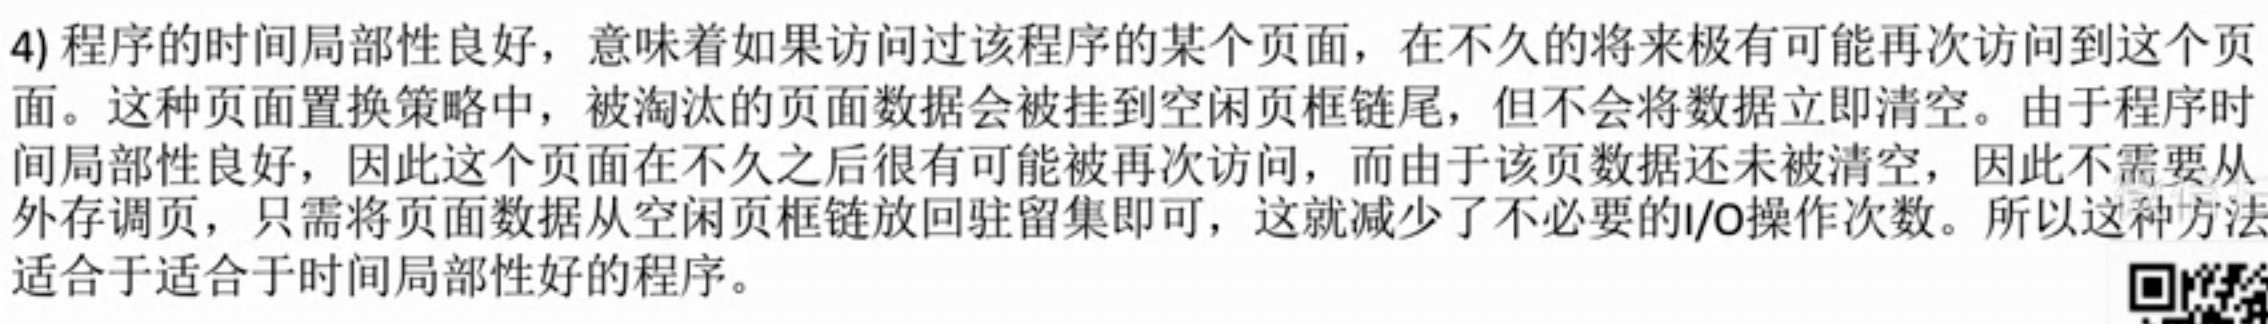 4) 程序的时间局部性良好，意味着如果访问过该程序的某个页面，在不久的将来极有可能再次访问到这个页
面。这种页面置换策略中，被淘汰的页面数据会被挂到空闲页框链尾，但不会将数据立即清空。由于程序时
间局部性良好，因此这个页面在不久之后很有可能被再次访问，而由于该页数据还未被清空，因此不需要从
外存调页，只需将页面数据从空闲页框链放回驻留集即可，这就减少了不必要的I/O操作次数。所以这种方法
适合于适合于时间局部性好的程序。